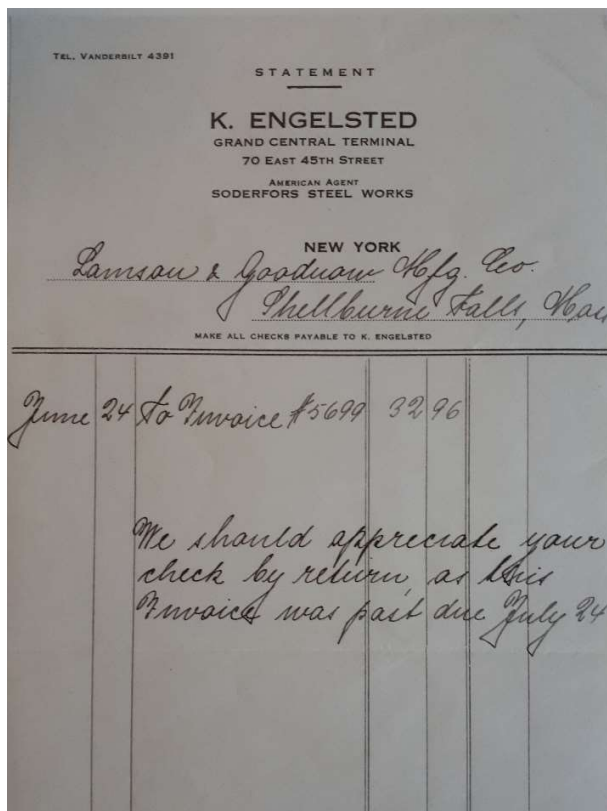 TEL, VANDERBILT 4391
STATEMENT
K. ENGELSTED
GRAND CENTRAL TERMINAL
70 EAST 45TH STREET
AMERICAN AGENT
SODERFORS STEEL WORKS
NEW YORK
Lamson & Goodnow Mfg. Co.
Shellburne Falls, Mas
MAKE ALL CHECKS PAYABLE TO K. ENGELSTED
June 24 To Invoice #5699 32 96
We should appreciate your
check by return, as this
Invoice was past due July 24